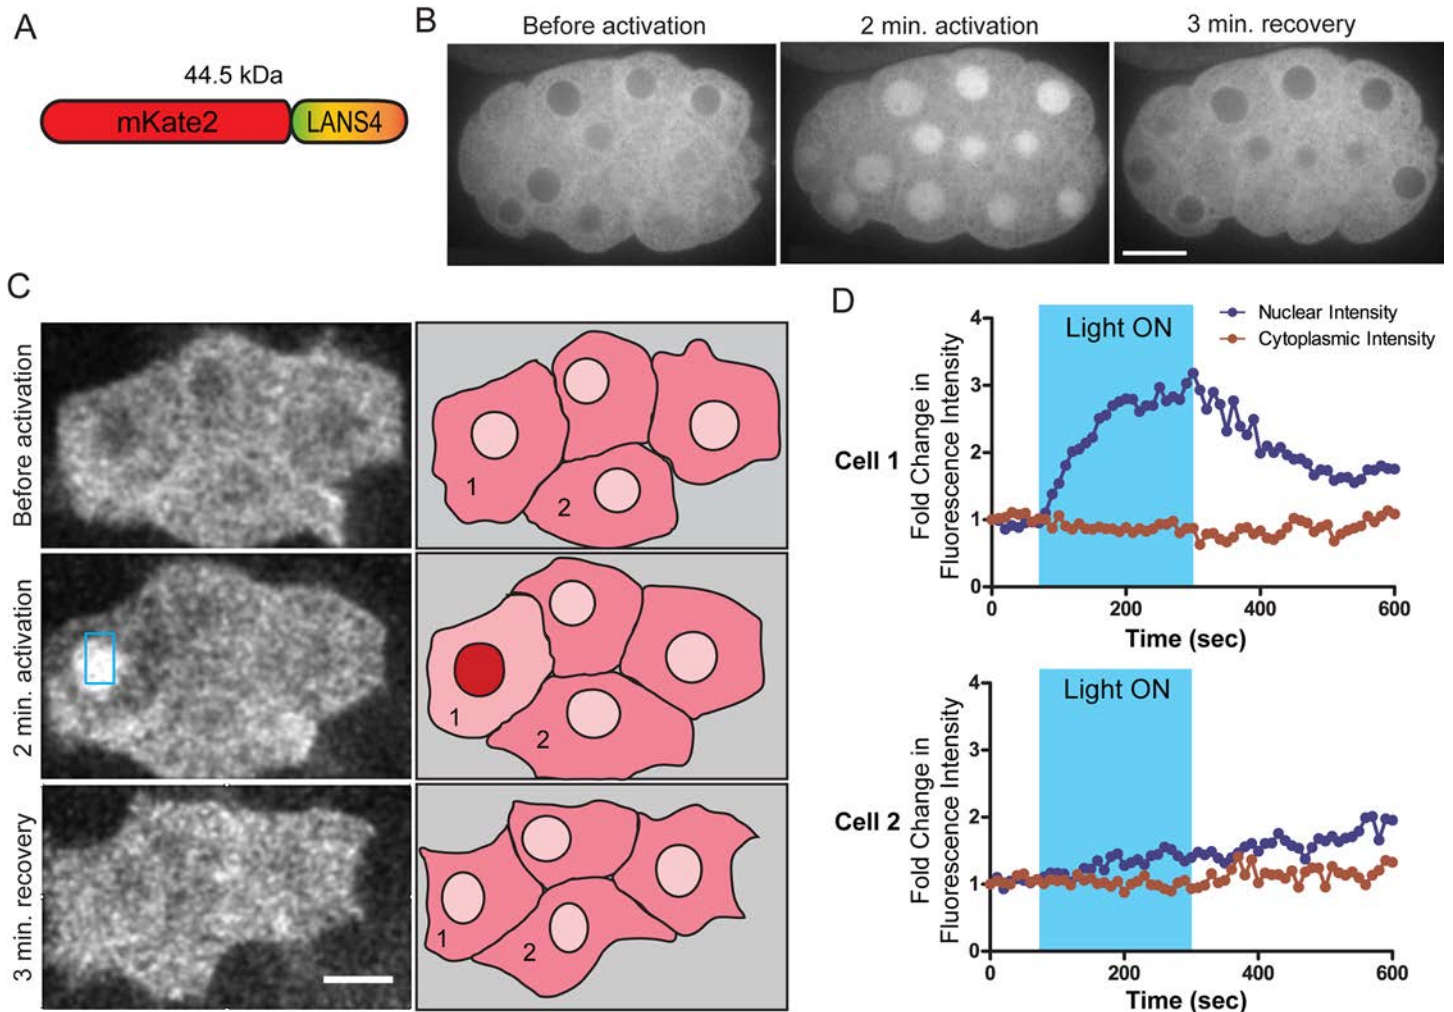 A
44.5 kDa
mKate2
LANS4
B
Before activation
2 min. activation
3 min. recovery
C
Before activation
1
2
2 min. activation
1
2
3 min. recovery
1
2
D
Cell 1
Fold Change in
Fluorescence Intensity
4
3
2
1
0
Light ON
Nuclear Intensity
Cytoplasmic Intensity
0 200 400 600
Time (sec)
Cell 2
Fold Change in
Fluorescence Intensity
4
3
2
1
0
Light ON
0 200 400 600
Time (sec)